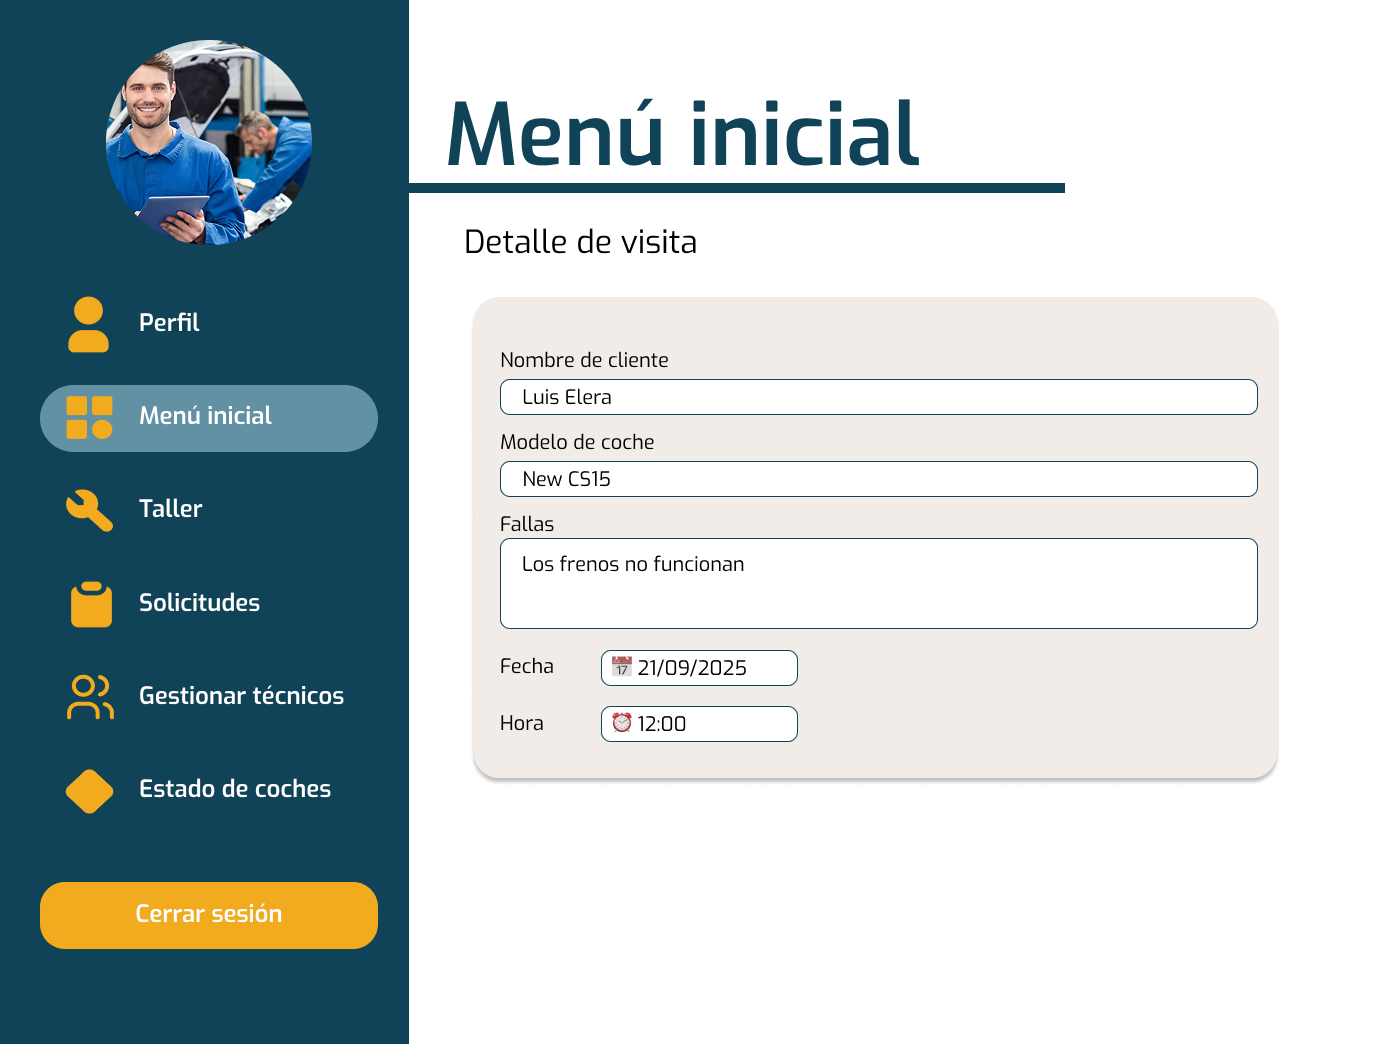 Menú inicial
Detalle de visita
Perfil
Menú inicial
Taller
Solicitudes
Gestionar técnicos
Estado de coches
Cerrar sesión
Nombre de cliente
Luis Elera
Modelo de coche
New CS15
Fallas
Los frenos no funcionan
Fecha
17
21/09/2025
Hora
12:00